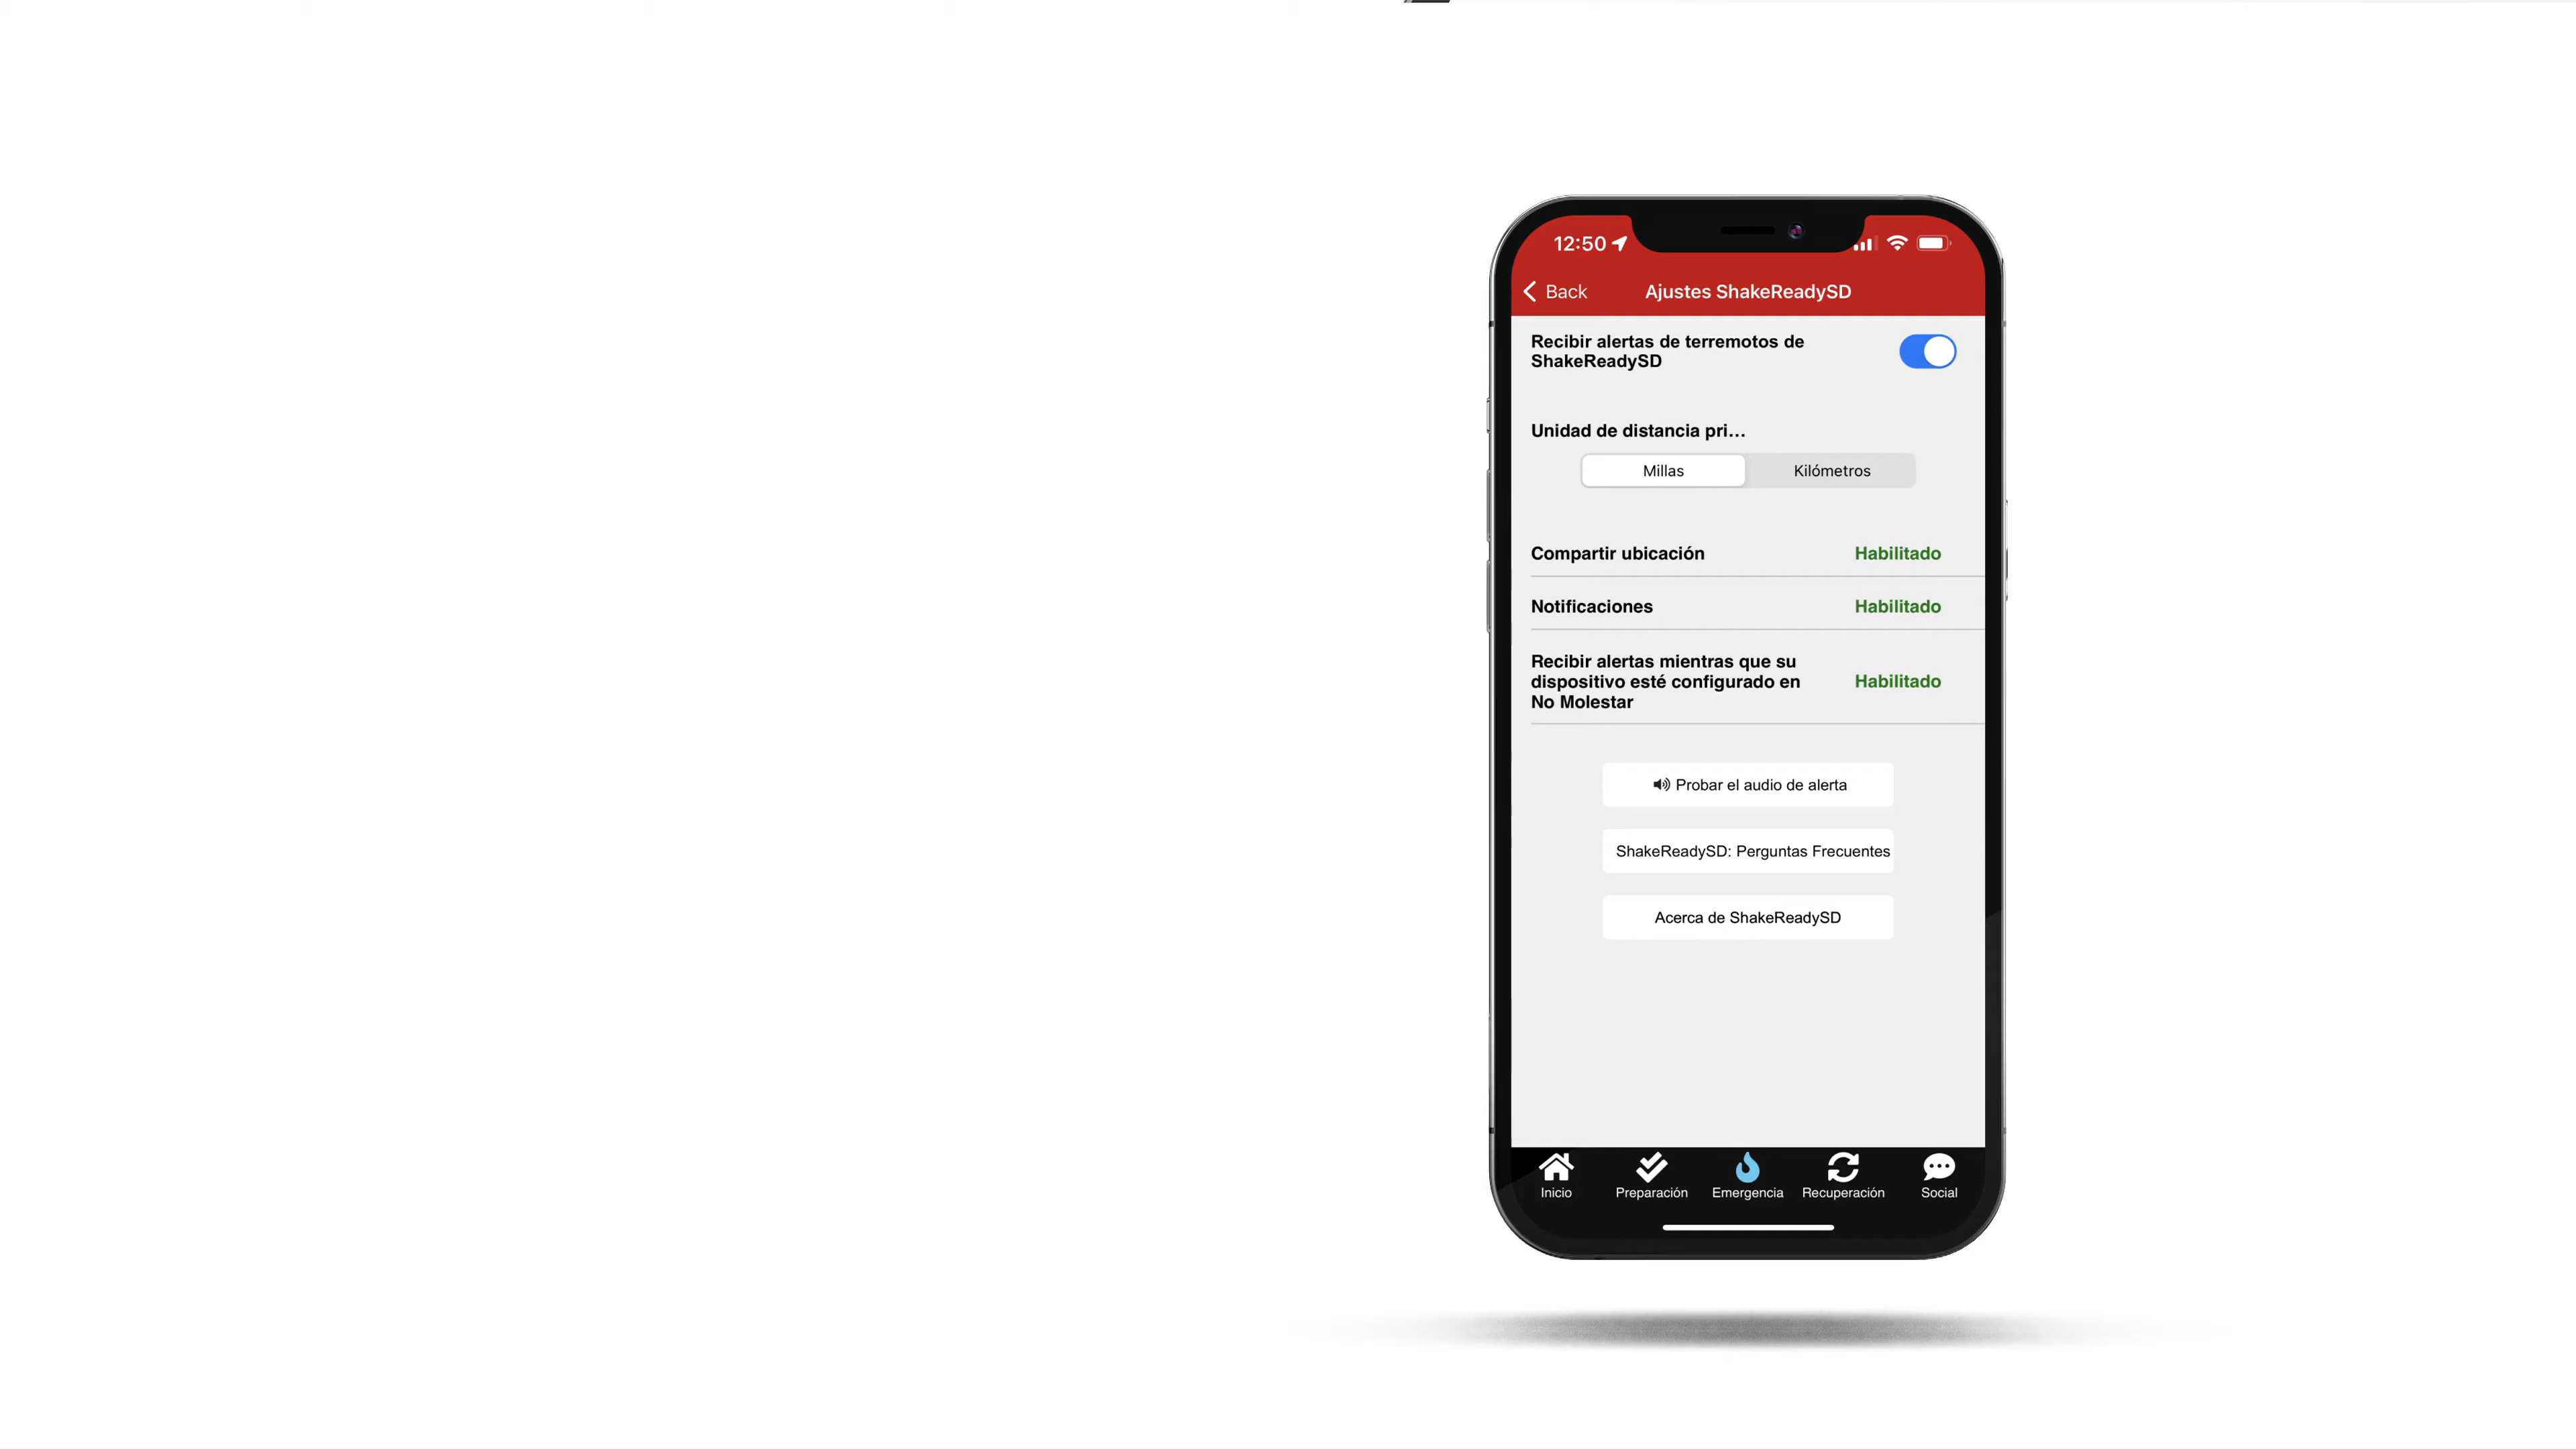 12:50
Back
Ajustes ShakeReadySD
Recibir alertas de terremotos de
ShakeReadySD
Unidad de distancia pri…
Millas
Kilómetros
Compartir ubicación
Habilitado
Notificaciones
Habilitado
Recibir alertas mientras que su
dispositivo esté configurado en
No Molestar
Habilitado
Probar el audio de alerta
ShakeReadySD: Perguntas Frecuentes
Acerca de ShakeReadySD
Inicio
Preparación
Emergencia
Recuperación
Social